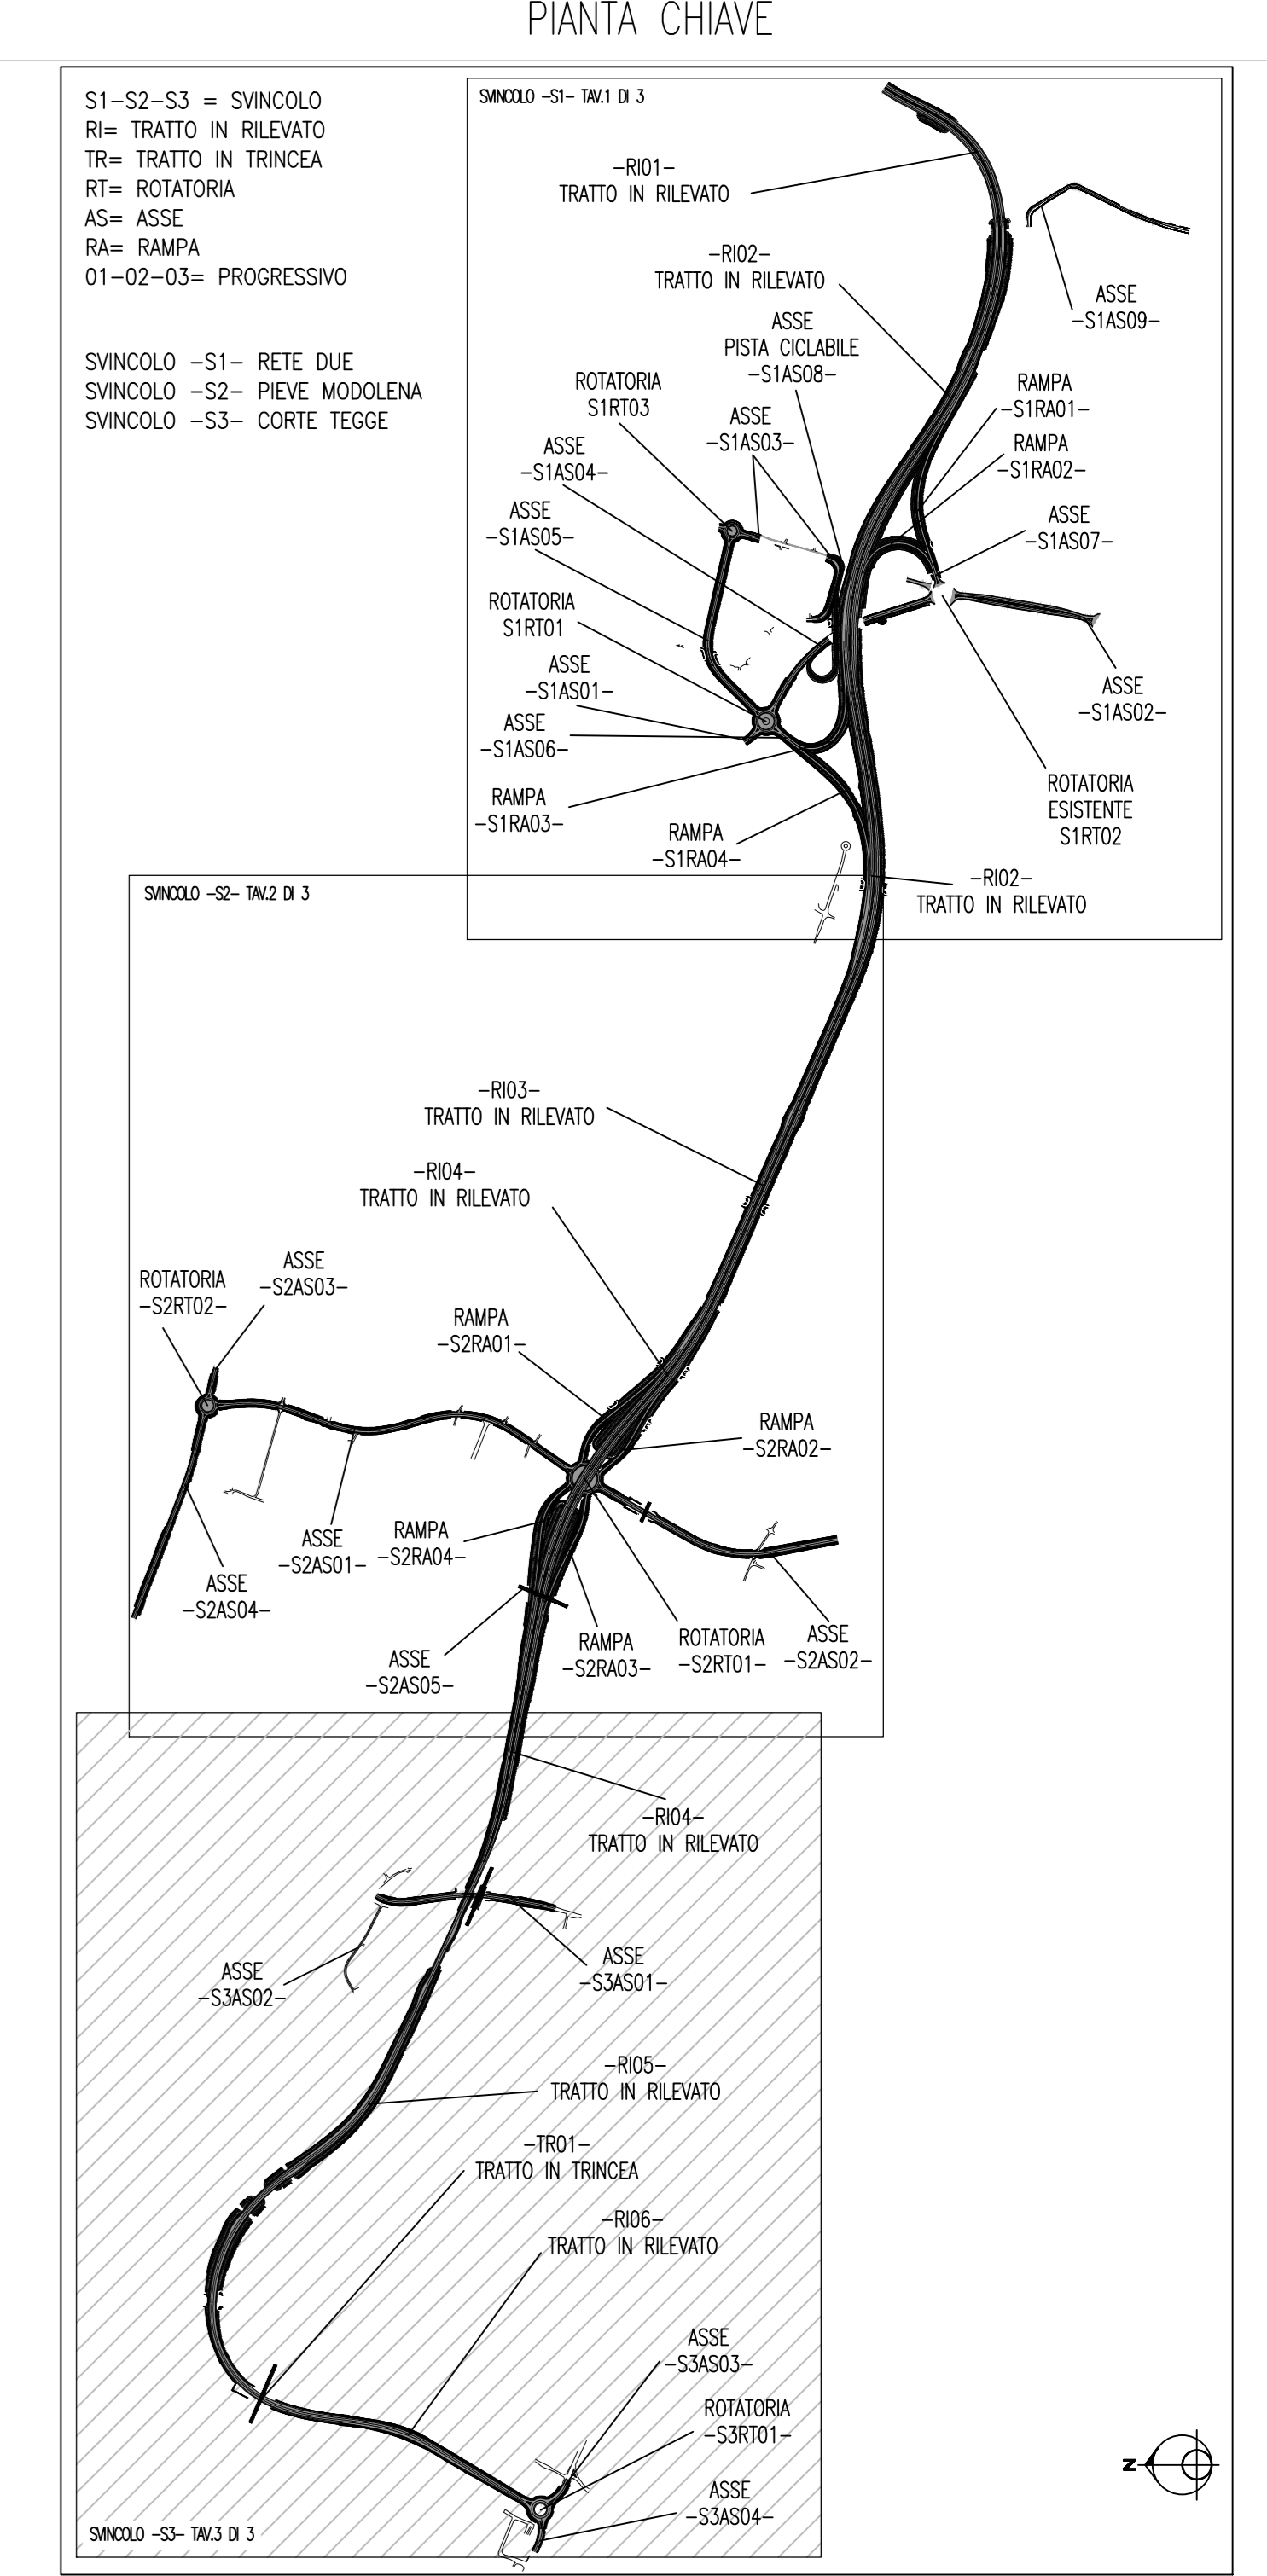 PIANTA CHIAVE
S1-S2-S3 = SVINCOLO
RI= TRATTO IN RILEVATO
TR= TRATTO IN TRINCEA
RT= ROTATORIA
AS= ASSE
RA= RAMPA
01-02-03= PROGRESSIVO
SVINCOLO -S1- RETE DUE
SVINCOLO -S2- PIEVE MODOLENA
SVINCOLO -S3- CORTE TEGGE
SVINCOLO -S1- TAV.1 DI 3
-RI01-
TRATTO IN RILEVATO
-RI02-
TRATTO IN RILEVATO
ASSE
-S1AS09-
ASSE
PISTA CICLABILE
-S1AS08-
ROTATORIA
S1RT03
ASSE
-S1AS03-
RAMPA
-S1RA01-
ASSE
-S1AS04-
RAMPA
-S1RA02-
ASSE
-S1AS05-
ASSE
-S1AS07-
ROTATORIA
S1RT01
ASSE
-S1AS01-
ASSE
-S1AS02-
ASSE
-S1AS06-
RAMPA
-S1RA03-
ROTATORIA
ESISTENTE
S1RT02
RAMPA
-S1RA04-
-RI02-
TRATTO IN RILEVATO
SVINCOLO -S2- TAV.2 DI 3
-RI03-
TRATTO IN RILEVATO
-RI04-
TRATTO IN RILEVATO
ASSE
-S2AS03-
ROTATORIA
-S2RT02-
RAMPA
-S2RA01-
RAMPA
-S2RA02-
ASSE
-S2AS01-
RAMPA
-S2RA04-
ASSE
-S2AS04-
ASSE
-S2AS05-
RAMPA
-S2RA03-
ROTATORIA
-S2RT01-
ASSE
-S2AS02-
-RI04-
TRATTO IN RILEVATO
ASSE
-S3AS01-
ASSE
-S3AS02-
-RI05-
TRATTO IN RILEVATO
-TR01-
TRATTO IN TRINCEA
-RI06-
TRATTO IN RILEVATO
ASSE
-S3AS03-
ROTATORIA
-S3RT01-
ASSE
-S3AS04-
SVINCOLO -S3- TAV.3 DI 3
N